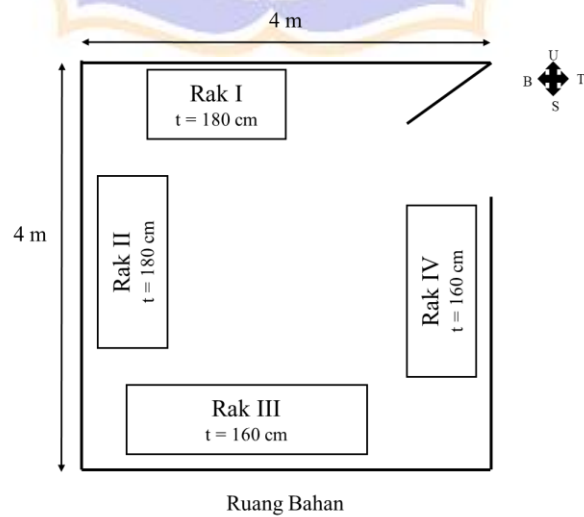 4 m
U
B
T
S
Rak I
t = 180 cm
4 m
Rak II
t = 180 cm
Rak IV
t = 160 cm
Rak III
t = 160 cm
Ruang Bahan